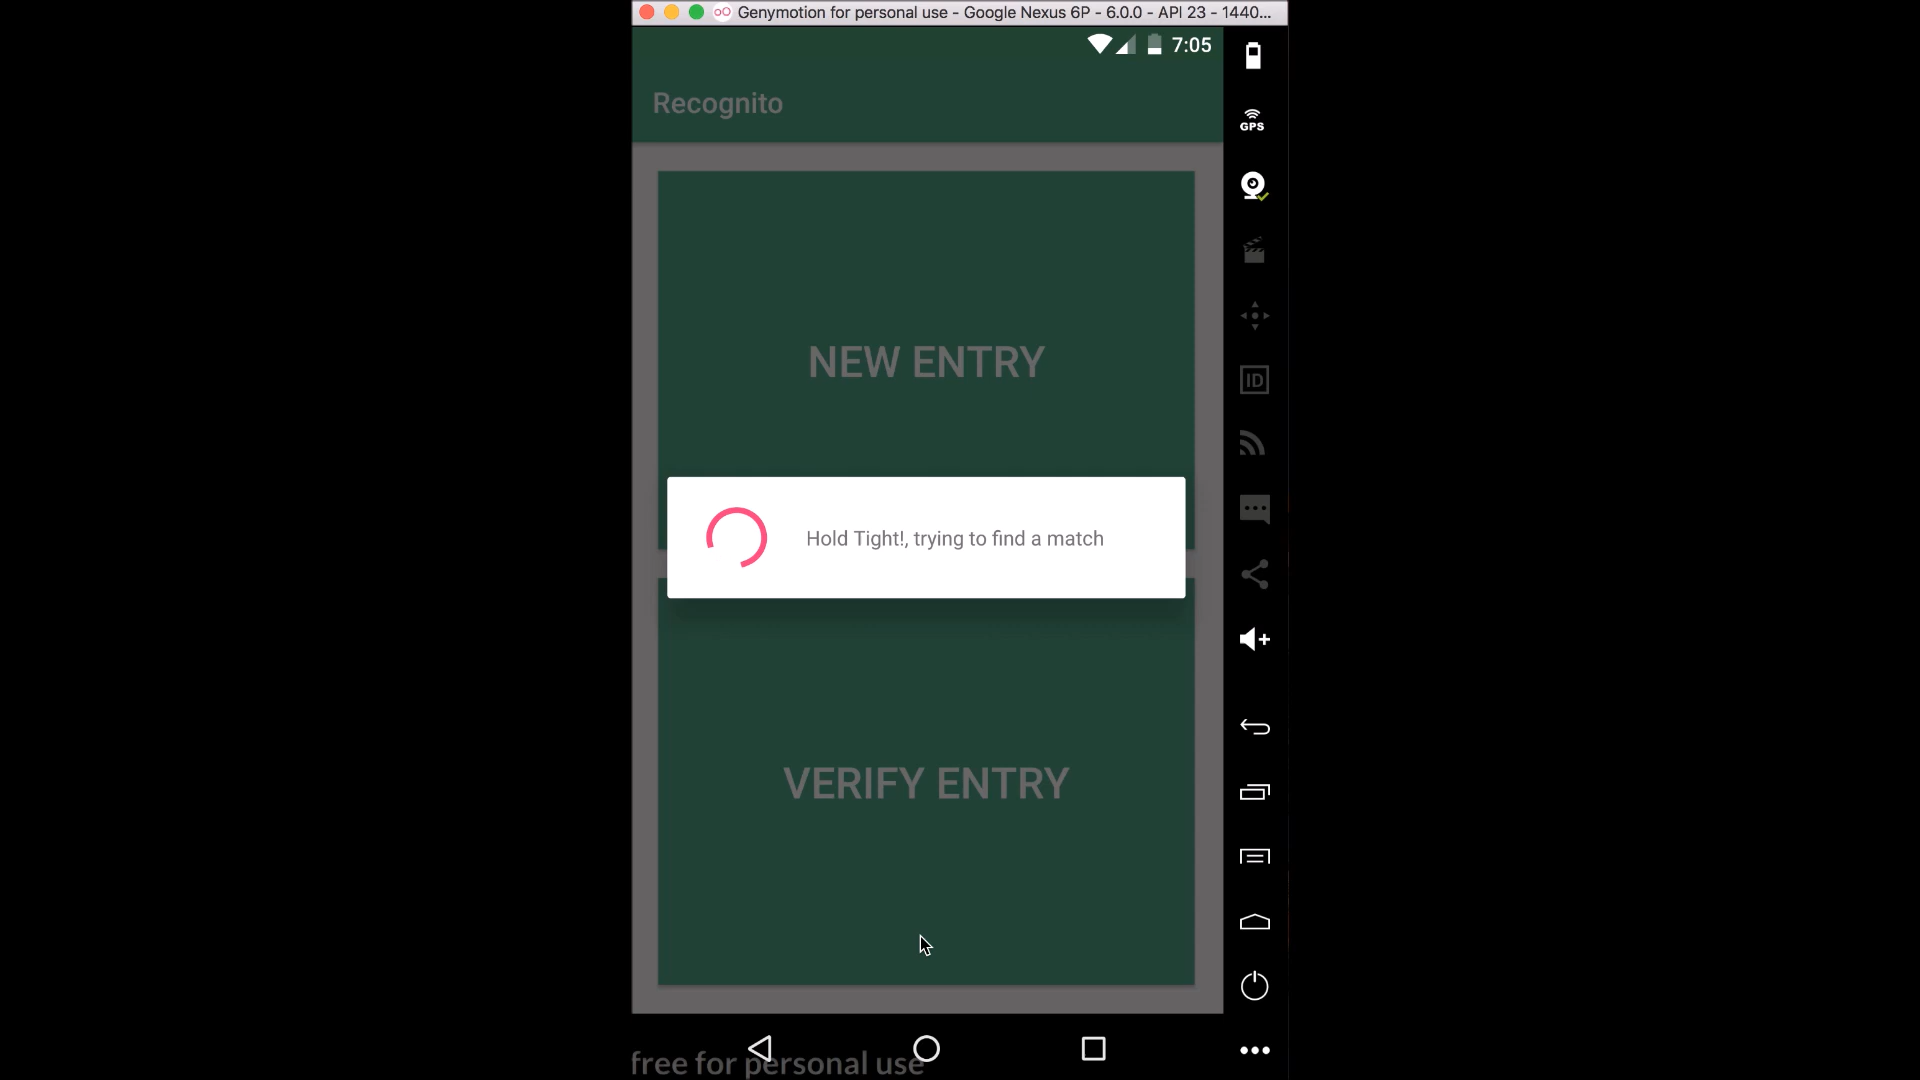 Genymotion for personal use - Google Nexus 6P - 6.0.0 - API 23 - 1440...
7:05
GPS
Recognito
NEW ENTRY
ID
Hold Tight!, trying to find a match
VERIFY ENTRY
free for personal use